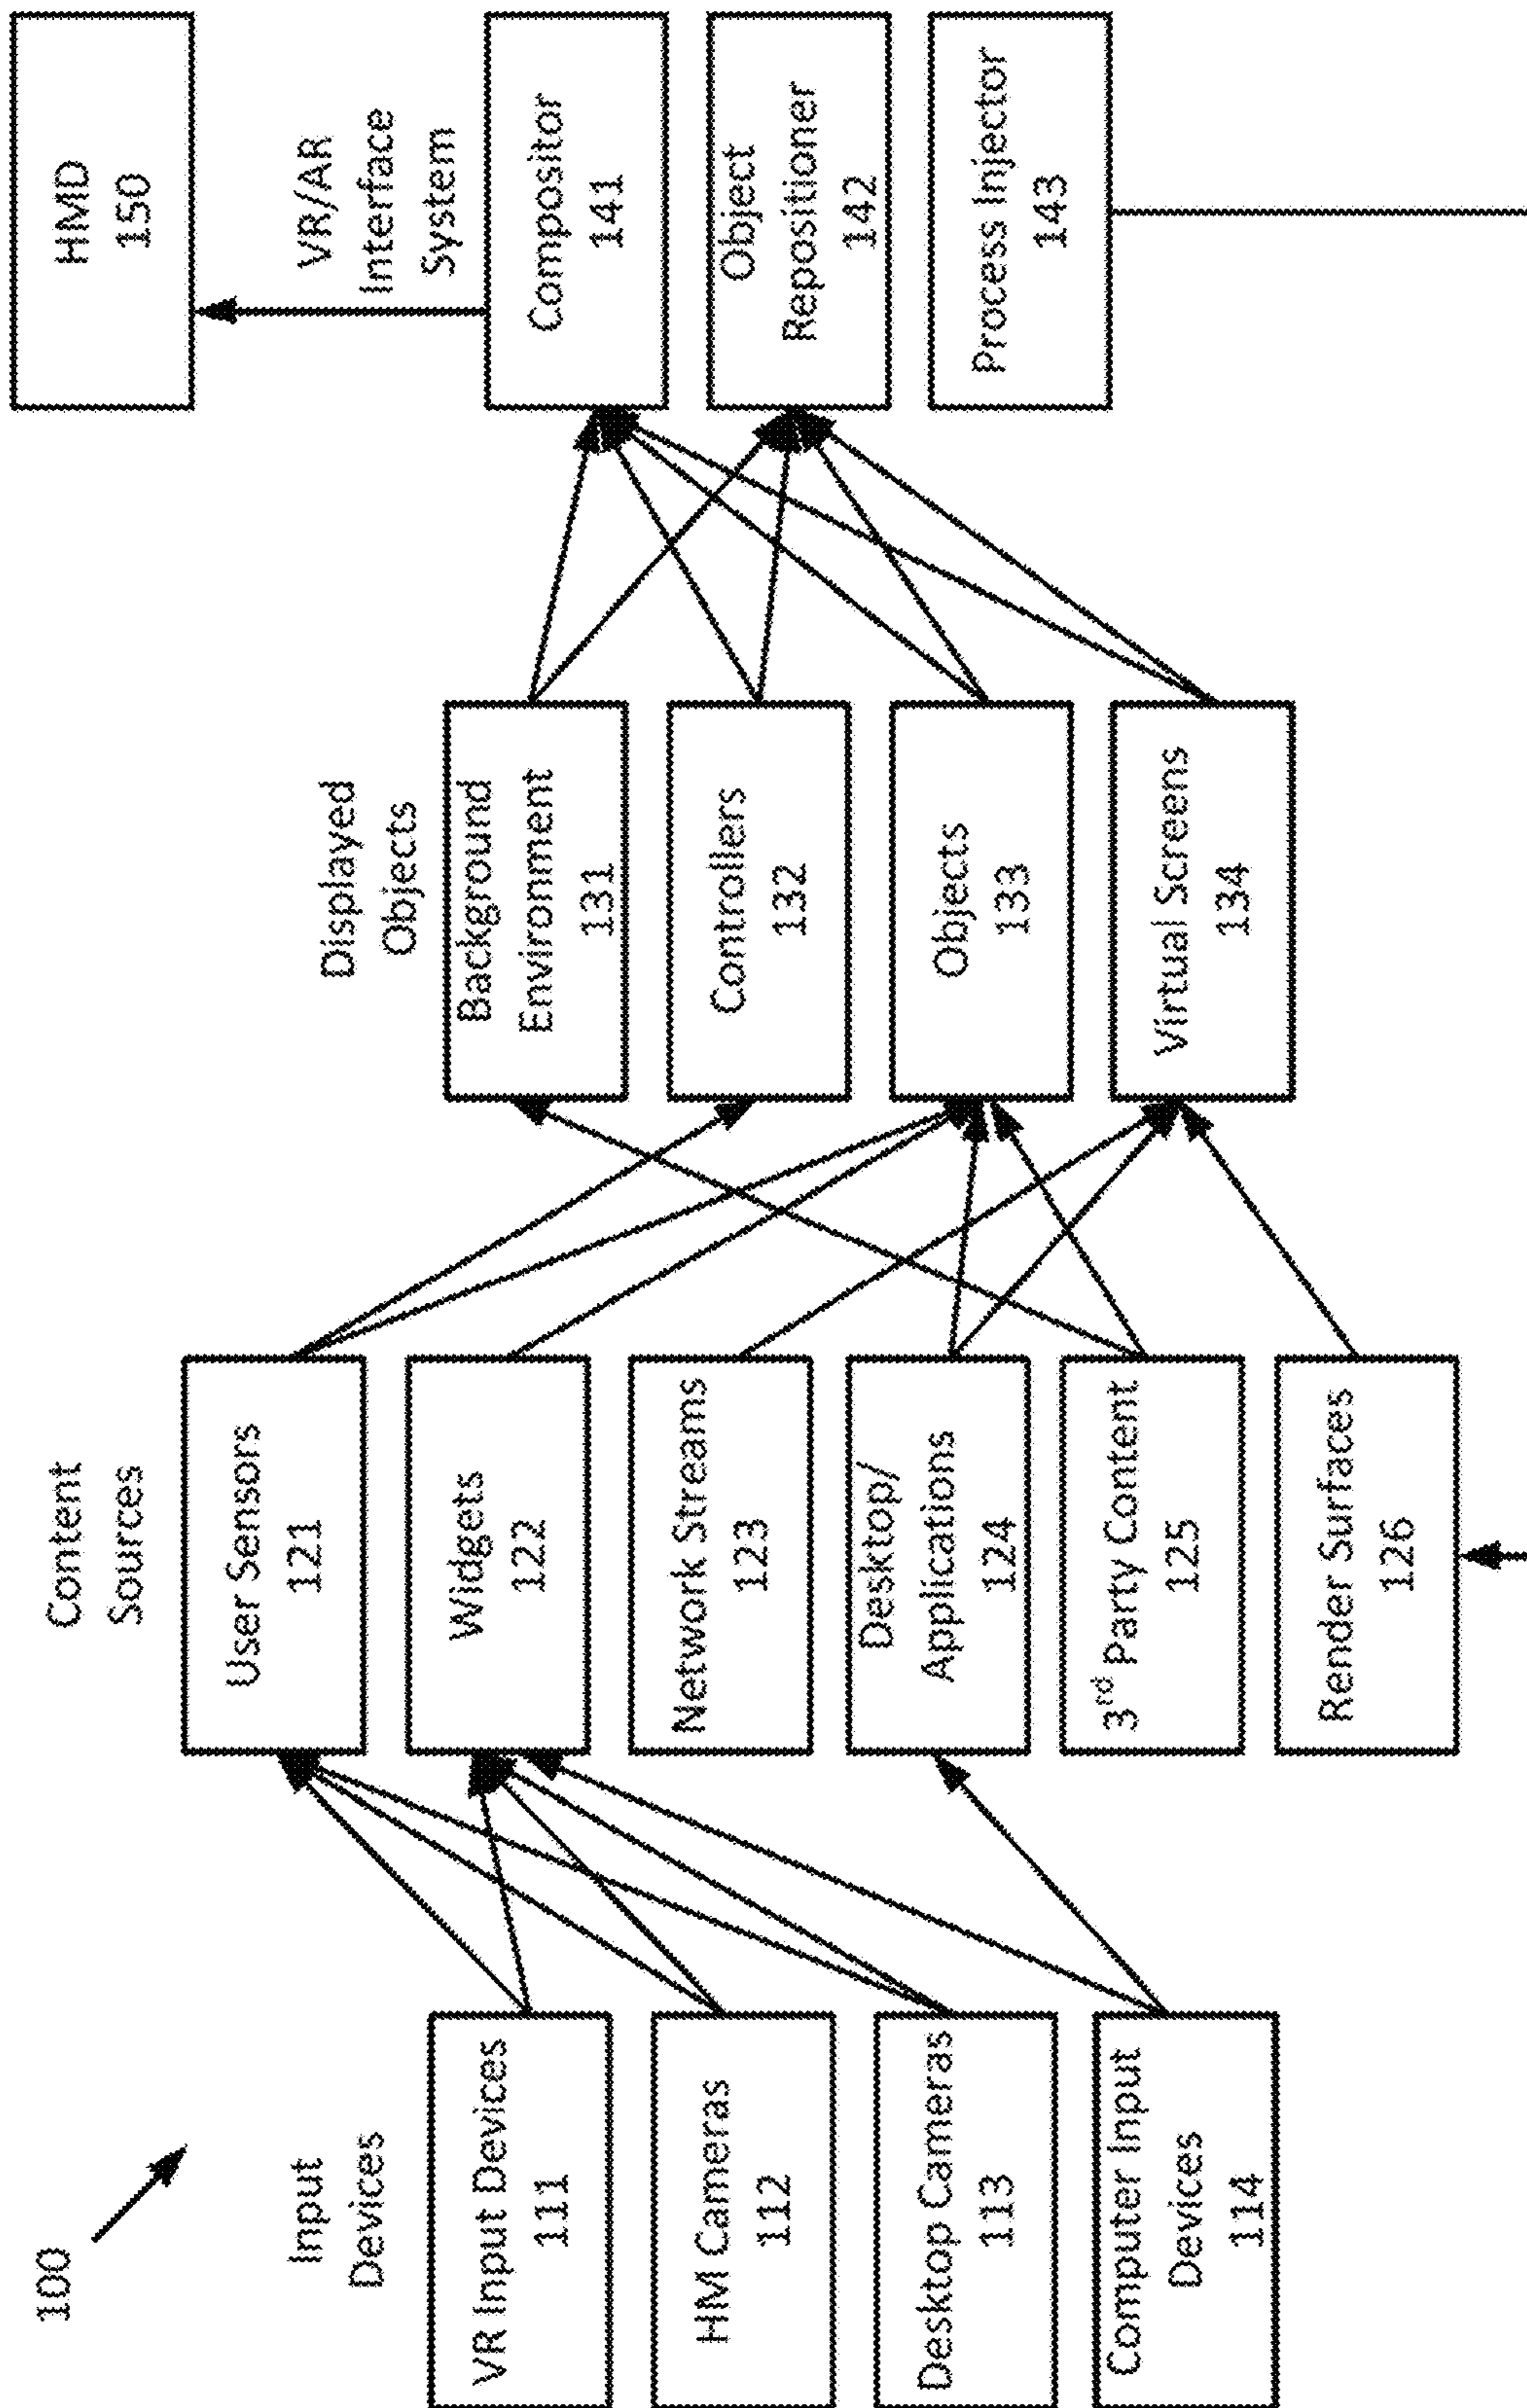 100
Input
Devices
VR Input Devices
111
HM Cameras
112
Desktop Cameras
113
Computer Input
Devices
114
Content
Sources
User Sensors
121
Widgets
122
Network Streams
123
Desktop/
Applications
124
3rd Party Content
125
Render Surfaces
126
Displayed
Objects
Background
Environment
131
Controllers
132
Objects
133
Virtual Screens
134
HMD
150
VR/AR
Interface
System
Compositor
141
Object
Repositioner
142
Process Injector
143